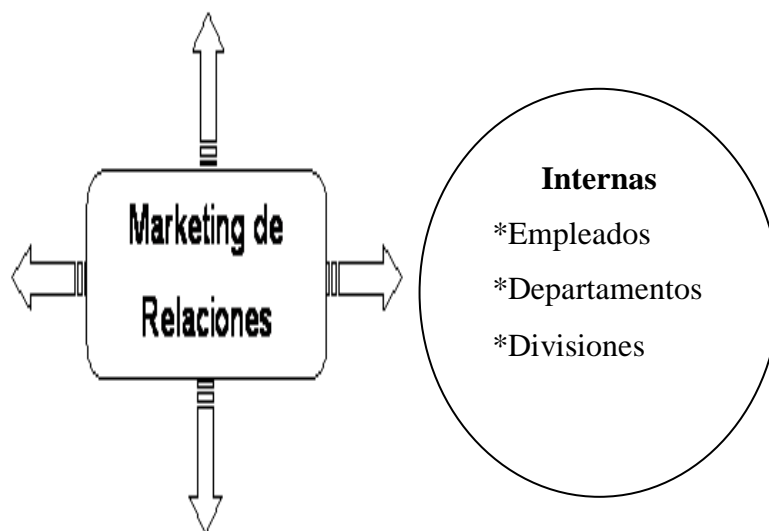 Marketing de
Relaciones
Internas
*Empleados
*Departamentos
*Divisiones